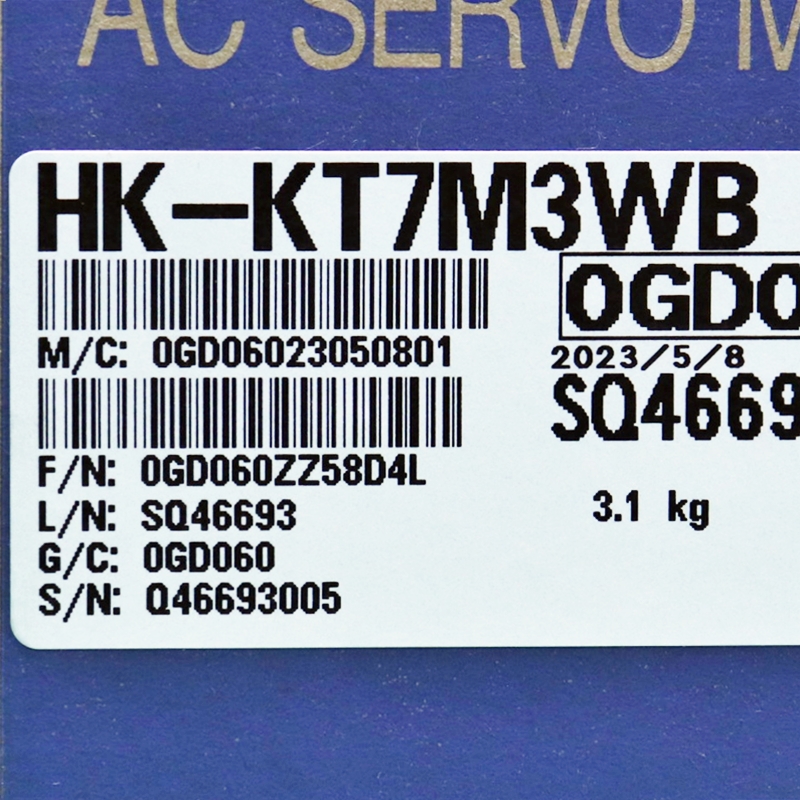 AC SERVO M
HK-KT7M3WB
0GD0
M/C: 0GD06023050801
2023/5/8
SQ4669
F/N: 0GD060ZZ58D4L
L/N: SQ46693
3.1 kg
G/C: 0GD060
S/N: Q46693005